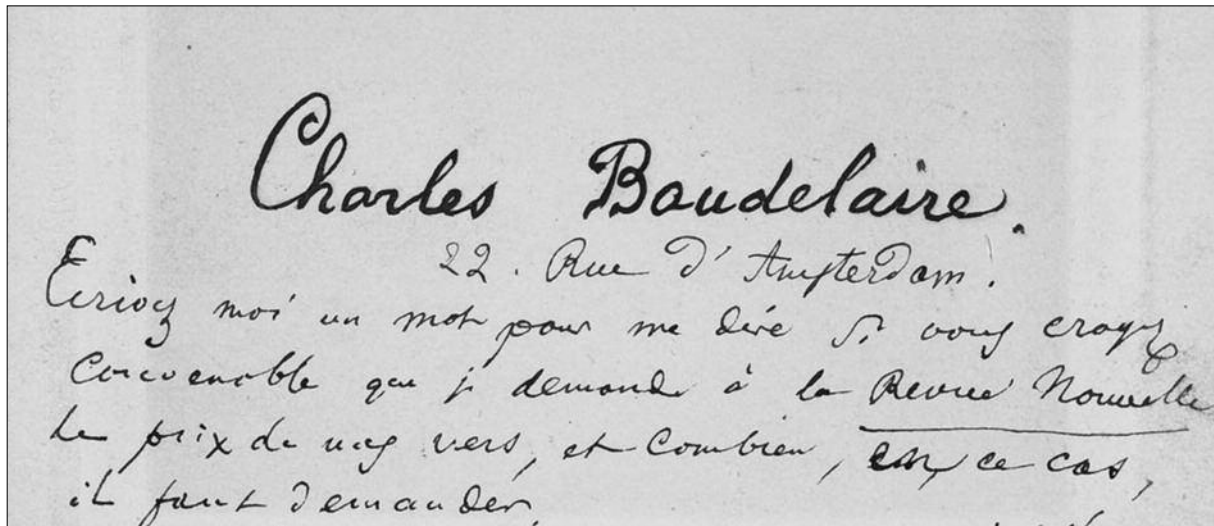 Charles Baudelaire.
22. Rue d'Amsterdam.
Ecrivez moi un mot pour me dire si vous croyez
Convenable que je demande à la Revue Nouvelle
le prix de mes vers, et Combien, en ce cas,
il faut demander.